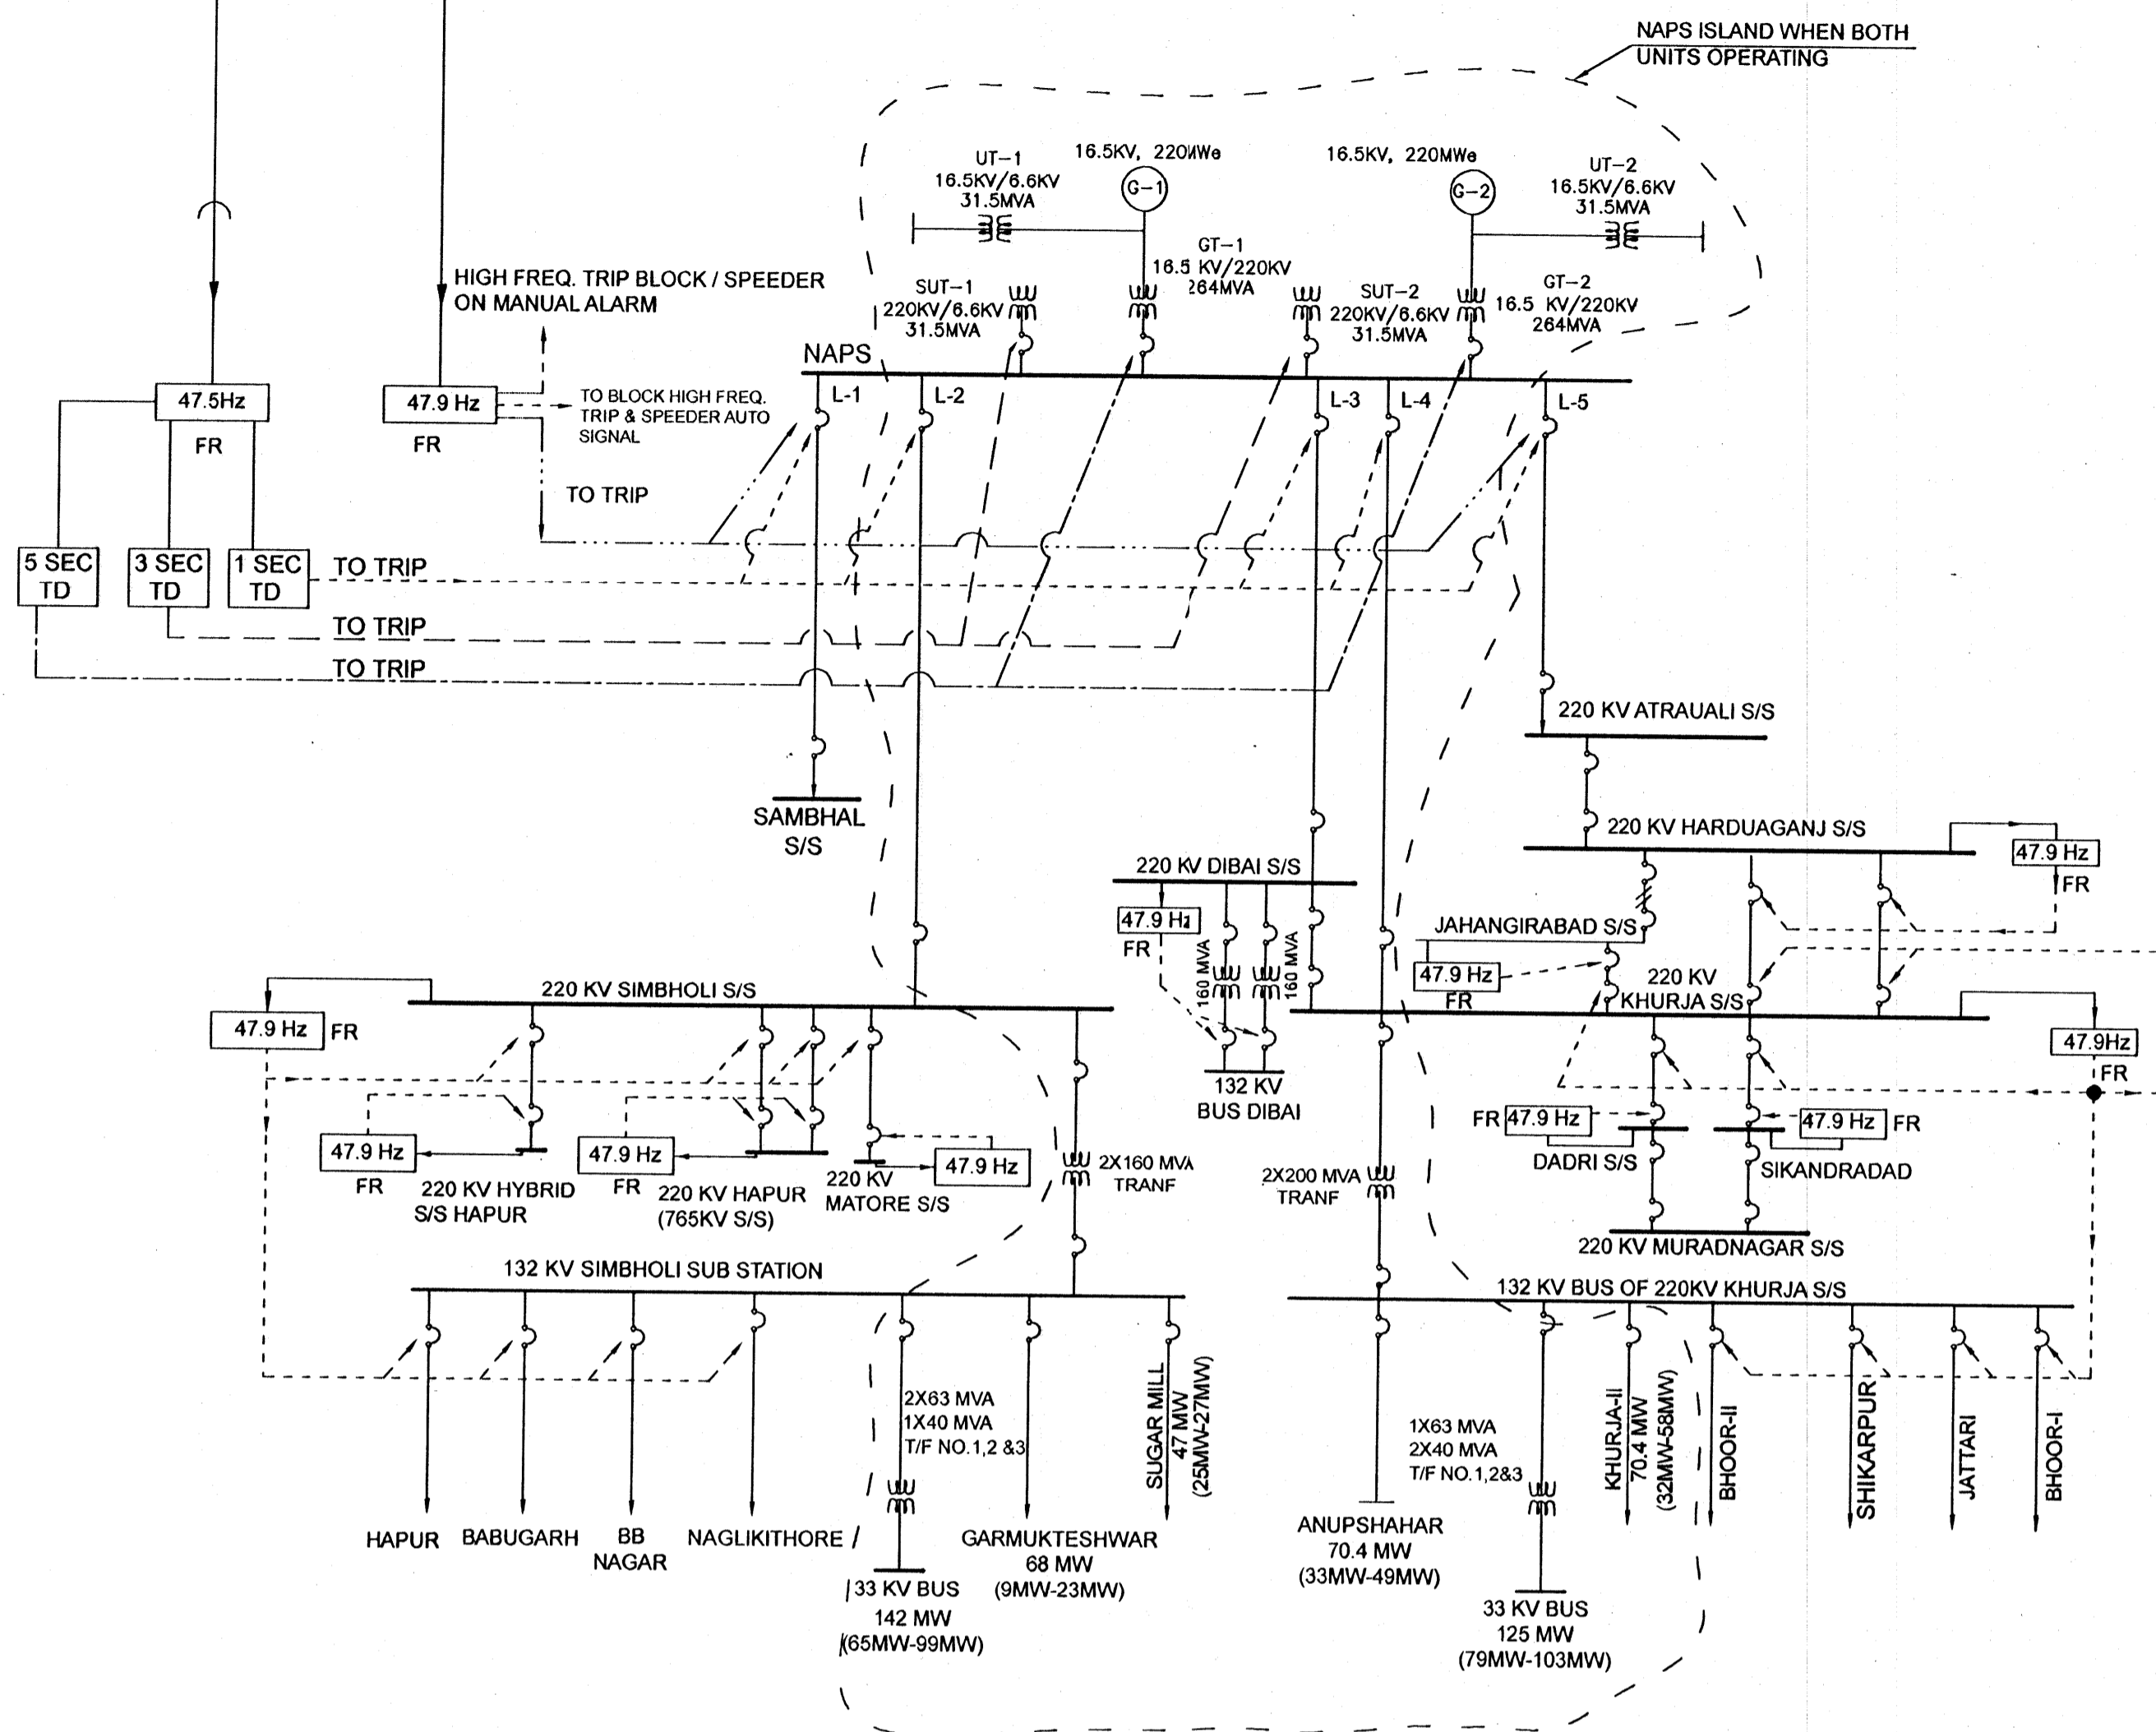 NAPS ISLAND WHEN BOTH
UNITS OPERATING
UT-1
16.5KV/6.6KV
31.5MVA
16.5KV, 220MWe
G-1
16.5KV, 220MWe
G-2
UT-2
16.5KV/6.6KV
31.5MVA
GT-1
16.5 KV/220KV
264MVA
SUT-1
220KV/6.6KV
31.5MVA
SUT-2
220KV/6.6KV
31.5MVA
GT-2
16.5 KV/220KV
264MVA
HIGH FREQ. TRIP BLOCK / SPEEDER
ON MANUAL ALARM
NAPS
47.5Hz
FR
47.9 Hz
FR
TO BLOCK HIGH FREQ.
TRIP & SPEEDER AUTO
SIGNAL
L-1
L-2
L-3
L-4
L-5
TO TRIP
5 SEC
TD
3 SEC
TD
1 SEC
TD
TO TRIP
TO TRIP
TO TRIP
220 KV ATRAUALI S/S
SAMBHAL
S/S
220 KV HARDUAGANJ S/S
47.9 Hz
FR
220 KV DIBAI S/S
47.9 Hz
FR
160 MVA
160 MVA
132 KV
BUS DIBAI
JAHANGIRABAD S/S
47.9 Hz
FR
220 KV
KHURJA S/S
47.9Hz
FR
220 KV SIMBHOLI S/S
47.9 Hz
FR
47.9 Hz
FR
220 KV HYBRID
S/S HAPUR
47.9 Hz
FR
220 KV HAPUR
(765KV S/S)
220 KV
MATORE S/S
47.9 Hz
2X160 MVA
TRANF
2X200 MVA
TRANF
FR
47.9 Hz
DADRI S/S
47.9 Hz
FR
SIKANDRADAD
220 KV MURADNAGAR S/S
132 KV SIMBHOLI SUB STATION
132 KV BUS OF 220KV KHURJA S/S
HAPUR
BABUGARH
BB
NAGAR
NAGLIKITHORE
2X63 MVA
1X40 MVA
T/F NO.1,2 &3
33 KV BUS
142 MW
(65MW-99MW)
GARMUKTESHWAR
68 MW
(9MW-23MW)
SUGAR MILL
47 MW
(25MW-27MW)
ANUPSHAHAR
70.4 MW
(33MW-49MW)
1X63 MVA
2X40 MVA
T/F NO.1,2&3
33 KV BUS
125 MW
(79MW-103MW)
KHURJA-II
70.4 MW
(32MW-58MW)
BHOOR-II
SHIKARPUR
JATTARI
BHOOR-I